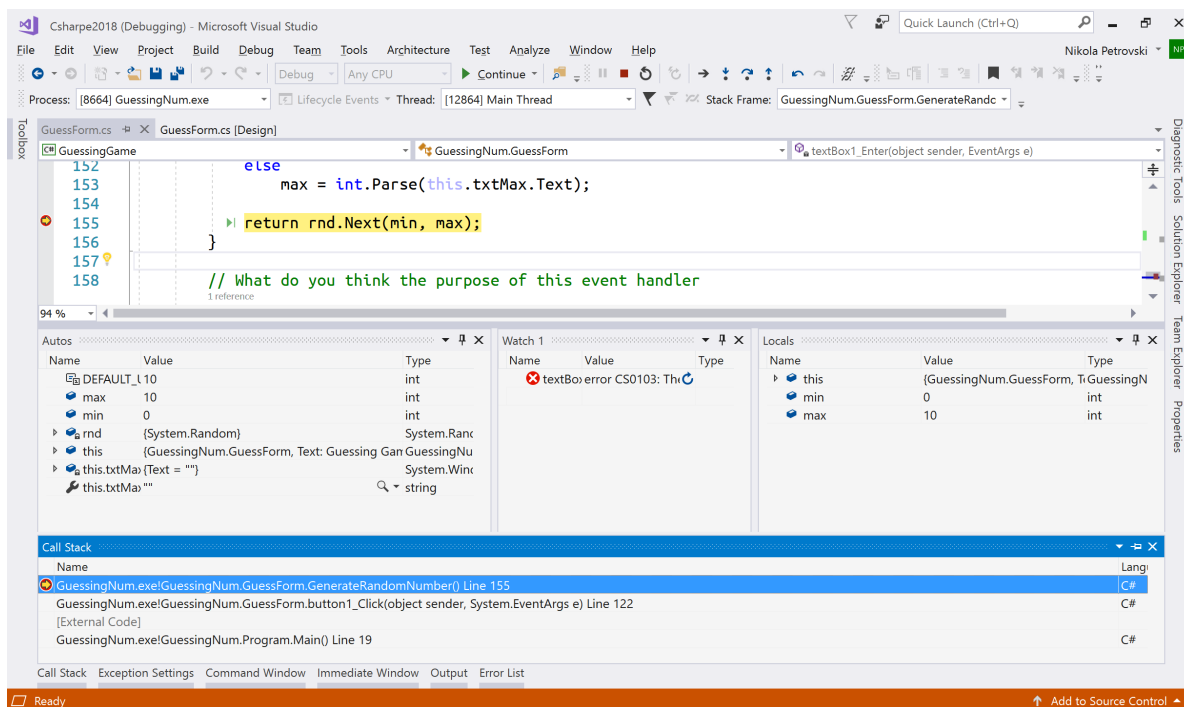 Csharpe2018 (Debugging) - Microsoft Visual Studio
Quick Launch (Ctrl+Q)
File Edit View Project Build Debug Team Tools Architecture Test Analyze Window Help
Nikola Petrovski NP
Debug Any CPU Continue
Process: [8664] GuessingNum.exe Lifecycle Events Thread: [12864] Main Thread Stack Frame: GuessingNum.GuessForm.GenerateRandc
Toolbox
GuessForm.cs GuessForm.cs [Design]
C# GuessingGame GuessingNum.GuessForm textBox1_Enter(object sender, EventArgs e)
152 else
153 max = int.Parse(this.txtMax.Text);
154
155 return rnd.Next(min, max);
156 }
157
158 // What do you think the purpose of this event handler
1 reference
94 %
Diagnostic Tools
Solution Explorer
Team Explorer
Properties
Autos
Name Value Type
DEFAULT_U 10 int
max 10 int
min 0 int
rnd {System.Random} System.Ranc
this {GuessingNum.GuessForm, Text: Guessing Gan GuessingNu
this.txtMax {Text = ""} System.Winc
this.txtMax "" string
Watch 1
Name Value Type
textBox error CS0103: The
Locals
Name Value Type
this {GuessingNum.GuessForm, Te GuessingN
min 0 int
max 10 int
Call Stack
Name Langu
GuessingNum.exe!GuessingNum.GuessForm.GenerateRandomNumber() Line 155 C#
GuessingNum.exe!GuessingNum.GuessForm.button1_Click(object sender, System.EventArgs e) Line 122 C#
[External Code]
GuessingNum.exe!GuessingNum.Program.Main() Line 19 C#
Call Stack Exception Settings Command Window Immediate Window Output Error List
Ready Add to Source Control